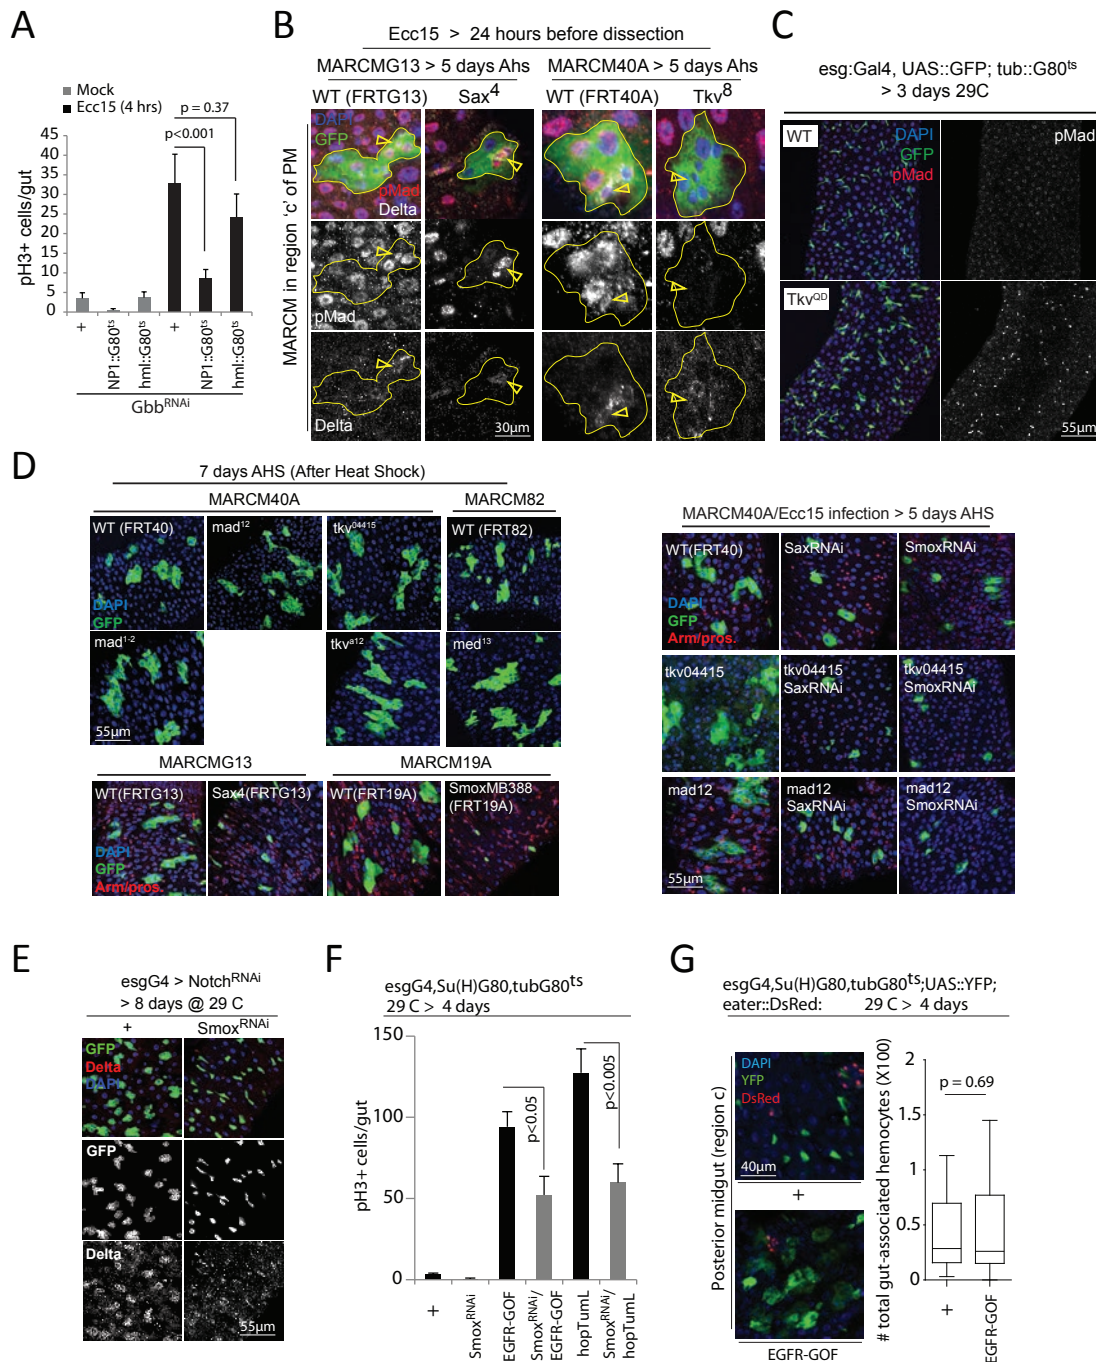 A
Mock
Ecc15 (4 hrs)
p = 0.37
p<0.001
pH3+ cells/gut
45
40
35
30
25
20
15
10
5
0
+
NP1::G80ts
hml::G80ts
+
NP1::G80ts
hml::G80ts
GbbRNAi
B
Ecc15 > 24 hours before dissection
MARCMG13 > 5 days Ahs
MARCM40A > 5 days Ahs
WT (FRTG13)
Sax4
WT (FRT40A)
Tkv8
MARCM in region 'c' of PM
DAPI
GFP
pMad
Delta
pMad
Delta
30µm
C
esg:Gal4, UAS::GFP; tub::G80ts
> 3 days 29C
WT
DAPI
GFP
pMad
pMad
TkvQD
55µm
D
7 days AHS (After Heat Shock)
MARCM40A
MARCM82
WT (FRT40)
mad12
tkv04415
WT (FRT82)
DAPI
GFP
mad1-2
tkva12
med13
55µm
MARCMG13
MARCM19A
WT(FRTG13)
Sax4(FRTG13)
WT(FRT19A)
SmoxMB388
(FRT19A)
DAPI
GFP
Arm/pros.
MARCM40A/Ecc15 infection > 5 days AHS
WT(FRT40)
SaxRNAi
SmoxRNAi
DAPI
GFP
Arm/pros.
tkv04415
tkv04415
SaxRNAi
tkv04415
SmoxRNAi
mad12
mad12
SaxRNAi
mad12
SmoxRNAi
55µm
E
esgG4 > NotchRNAi
> 8 days @ 29 C
+
SmoxRNAi
GFP
Delta
DAPI
GFP
Delta
55µm
F
esgG4,Su(H)G80,tubG80ts
29 C > 4 days
pH3+ cells/gut
150
100
50
0
p<0.05
p<0.005
+
SmoxRNAi
EGFR-GOF
SmoxRNAi/
EGFR-GOF
hopTumL
SmoxRNAi/
hopTumL
G
esgG4,Su(H)G80,tubG80ts;UAS::YFP;
eater::DsRed: 29 C > 4 days
Posterior midgut (region c)
DAPI
YFP
DsRed
40µm
+
EGFR-GOF
# total gut-associated hemocytes (X100)
2
1.5
1
0.5
0
p = 0.69
+
EGFR-GOF